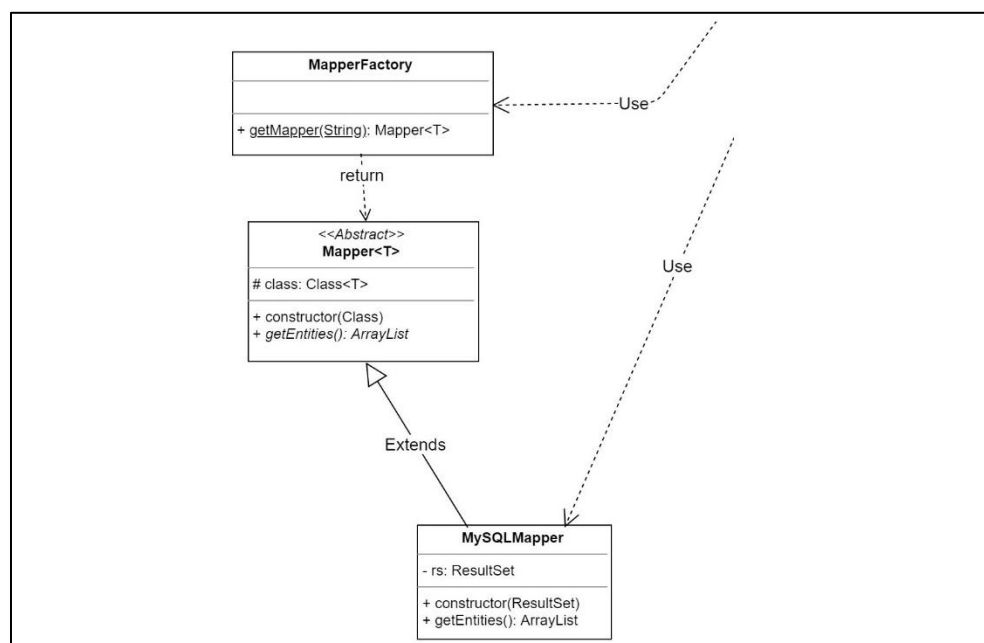 MapperFactory
Use
+ getMapper(String): Mapper<T>
return
<<Abstract>>
Mapper<T>
# class: Class<T>
Use
+ constructor(Class)
+ getEntities(): ArrayList
Extends
MySQLMapper
- rs: ResultSet
+ constructor(ResultSet)
+ getEntities(): ArrayList